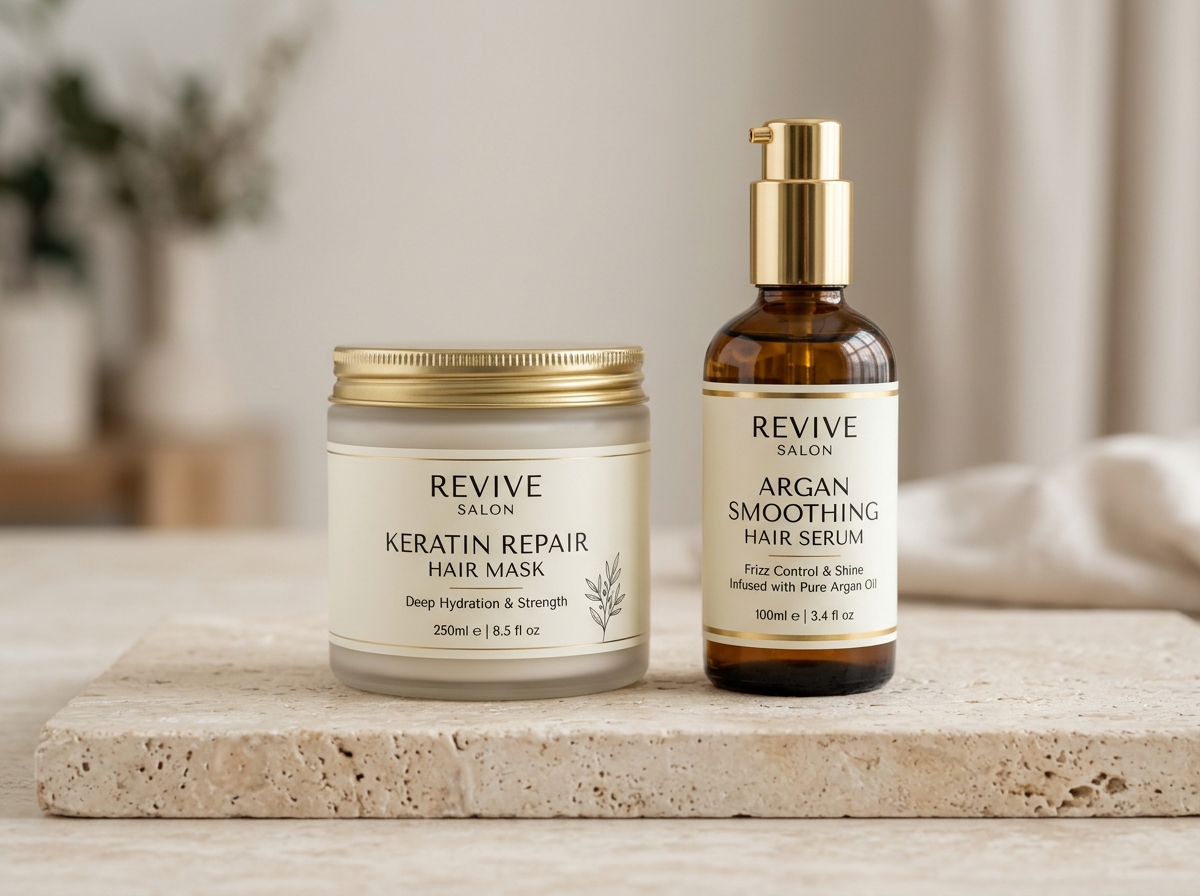 REVIVE
SALON
KERATIN REPAIR
HAIR MASK
Deep Hydration & Strength
250ml ℮ | 8.5 fl oz
REVIVE
SALON
ARGAN
SMOOTHING
HAIR SERUM
Frizz Control & Shine
Infused with Pure Argan Oil
100ml ℮ | 3.4 fl oz